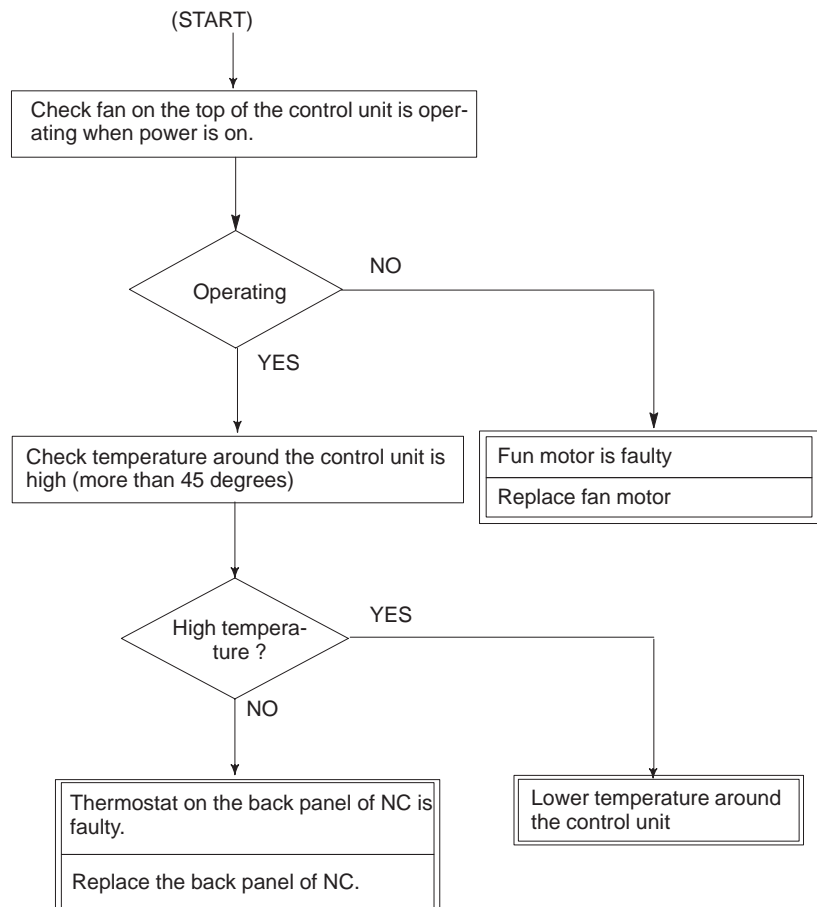 (START)
Check fan on the top of the control unit is oper-
ating when power is on.
Operating
NO
YES
Check temperature around the control unit is
high (more than 45 degrees)
Fun motor is faulty
Replace fan motor
High tempera-
ture ?
YES
NO
Thermostat on the back panel of NC is
faulty.
Replace the back panel of NC.
Lower temperature around
the control unit